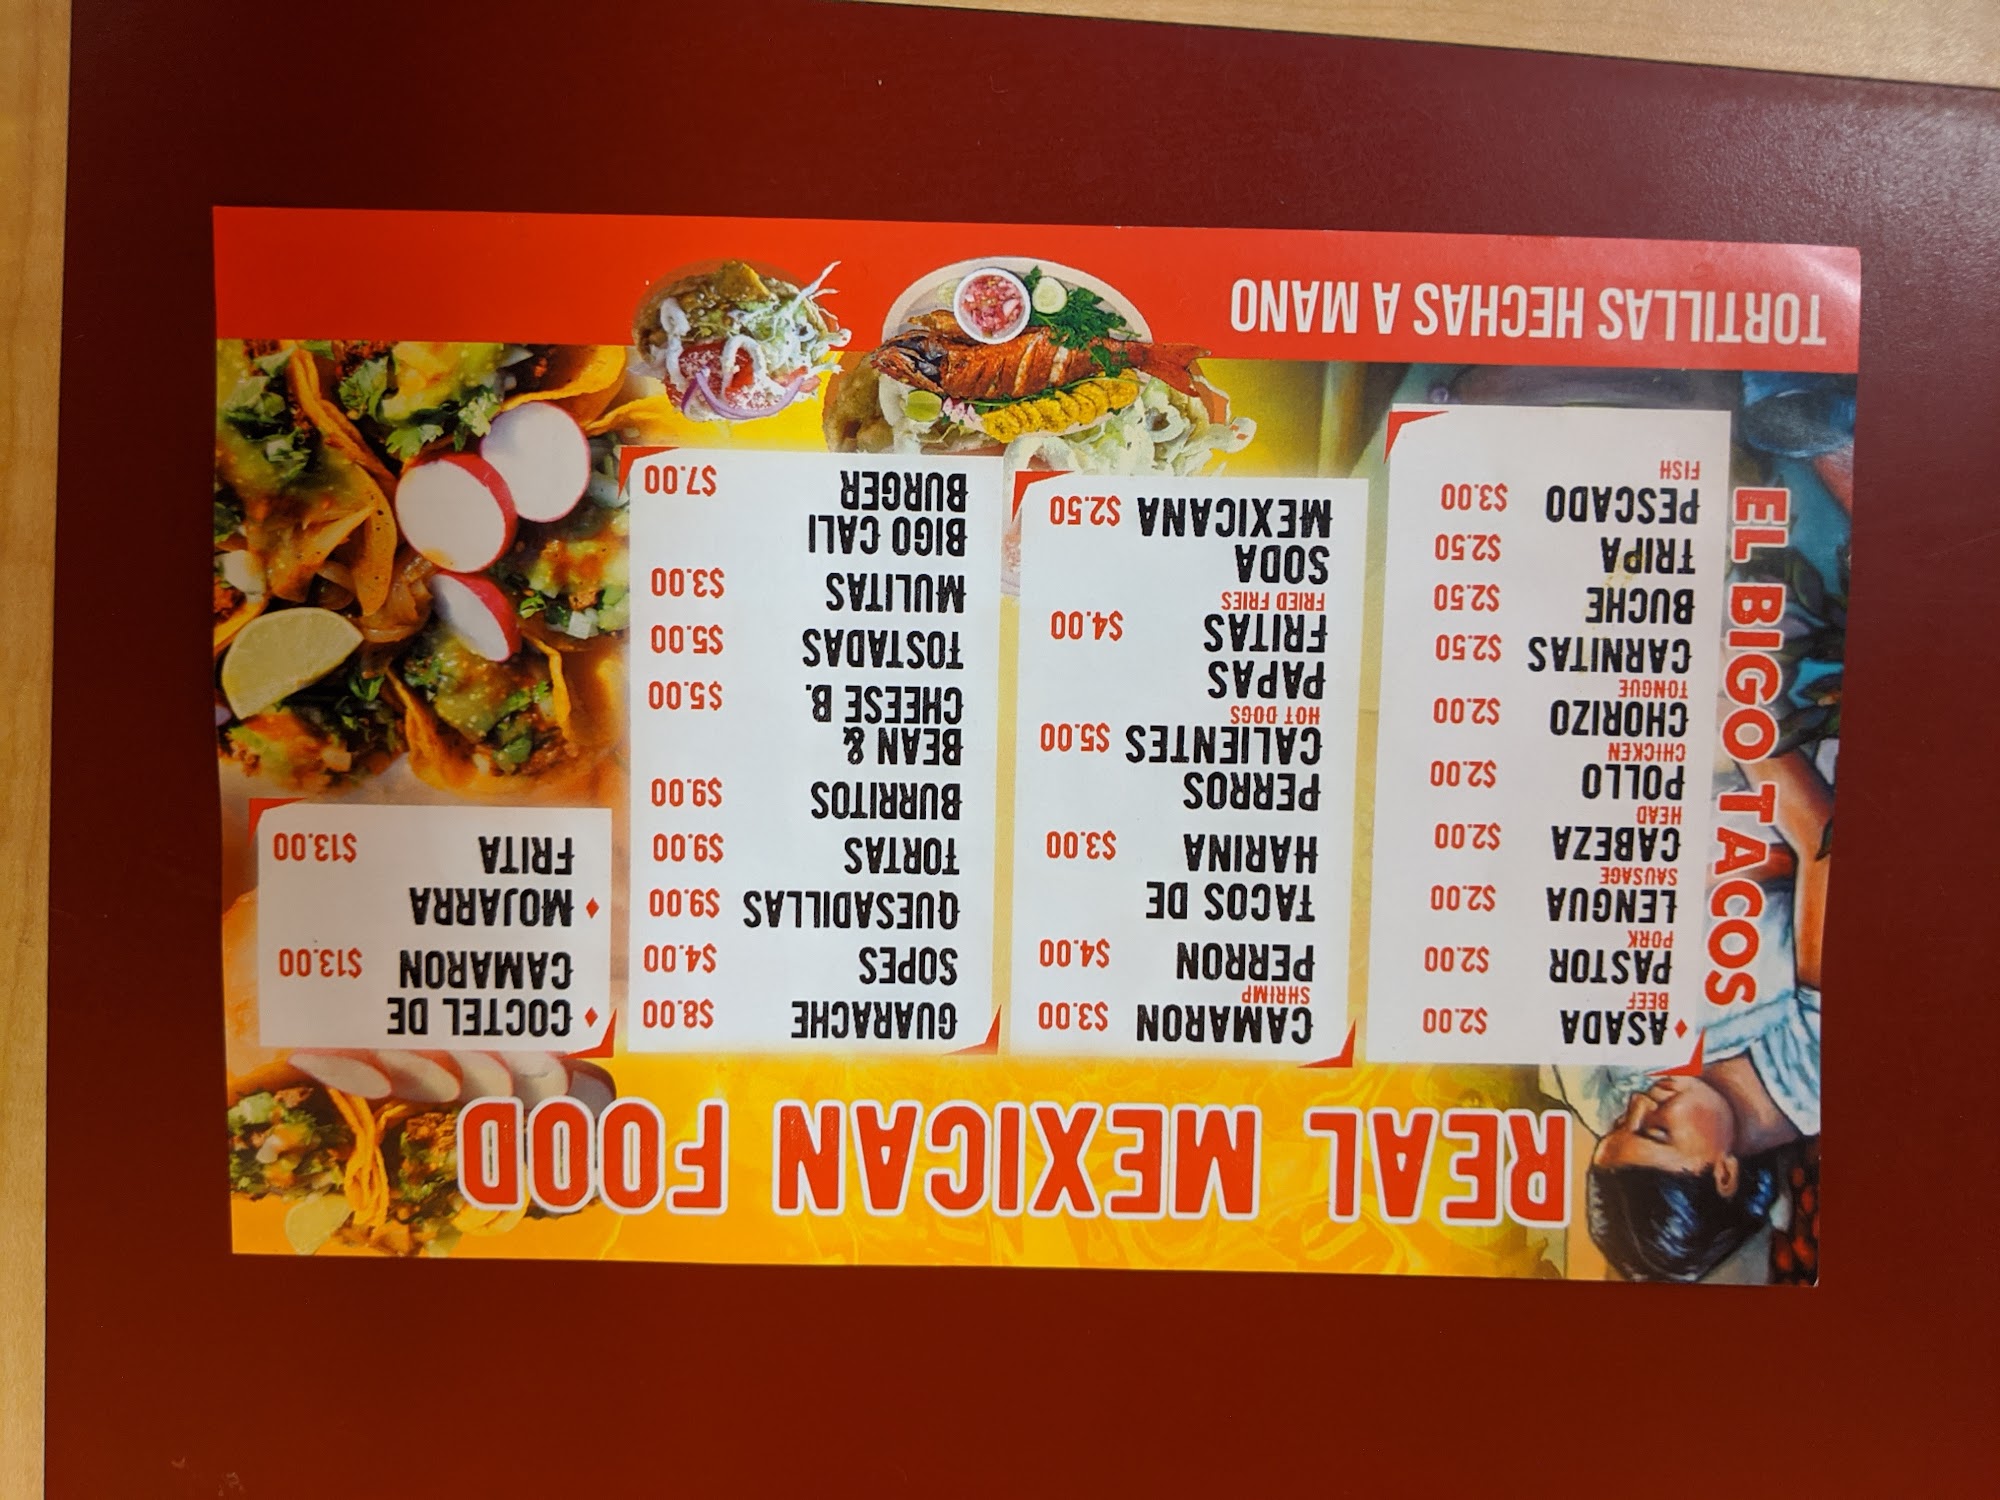 REAL MEXICAN FOOD
EL BIGO TACOS
ASADA $2.00
BEEF
PASTOR $2.00
PORK
LENGUA $2.00
SAUSAGE
CABEZA $2.00
HEAD
POLLO $2.00
CHICKEN
CHORIZO $2.00
TONGUE
CARNITAS $2.50
BUCHE $2.50
TRIPA $2.50
PESCADO $3.00
FISH
CAMARON $3.00
SHRIMP
PERRON $4.00
TACOS DE
HARINA $3.00
PERROS
CALIENTES $5.00
HOT DOGS
PAPAS
FRITAS $4.00
FRIED FRIES
SODA
MEXICANA $2.50
GUARACHE $8.00
SOPES $4.00
QUESADILLAS $9.00
TORTAS $9.00
BURRITOS $9.00
BEAN &
CHEESE B. $5.00
TOSTADAS $5.00
MULITAS $3.00
BIGO CALI
BURGER $7.00
COCTEL DE
CAMARON $13.00
MOJARRA
FRITA $13.00
TORTILLAS HECHAS A MANO